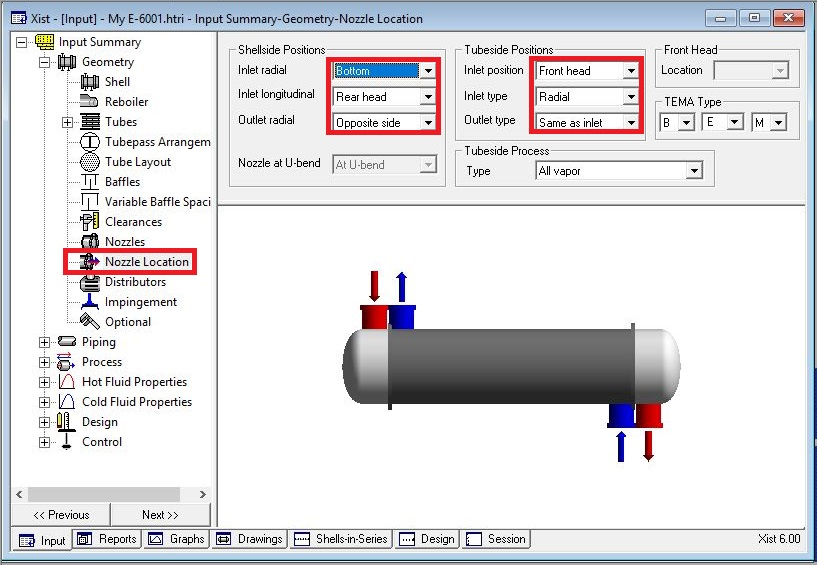 Xist - [Input] - My E-6001.htri - Input Summary-Geometry-Nozzle Location
Input Summary
Geometry
Shell
Reboiler
Tubes
Tubepass Arrangem
Tube Layout
Baffles
Variable Baffle Spaci
Clearances
Nozzles
Nozzle Location
Distributors
Impingement
Optional
Piping
Process
Hot Fluid Properties
Cold Fluid Properties
Design
Control
<< Previous
Next >>
Shellside Positions
Inlet radial Bottom
Inlet longitudinal Rear head
Outlet radial Opposite side
Nozzle at U-bend At U-bend
Tubeside Positions
Inlet position Front head
Inlet type Radial
Outlet type Same as inlet
Front Head
Location
TEMA Type
B E M
Tubeside Process
Type All vapor
Input Reports Graphs Drawings Shells-in-Series Design Session
Xist 6.00